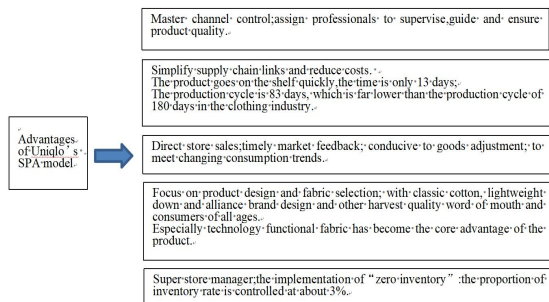 Master channel control;assign professionals to supervise,guide and ensure
product quality.
Simplify supply chain links and reduce costs.
The product goes on the shelf quickly,the time is only 13 days;
The production cycle is 83 days, which is far lower than the production cycle of
180 days in the clothing industry.
Advantages
of Uniqlo's
SPA model
Direct store sales;timely market feedback; conducive to goods adjustment; to
meet changing consumption trends.
Focus on product design and fabric selection; with classic cotton, lightweight
down and alliance brand design and other harvest quality word of mouth and
consumers of all ages.
Especially technology functional fabric has become the core advantage of the
product.
Super store manager;the implementation of “zero inventory” :the proportion of
inventory rate is controlled at about 3%.